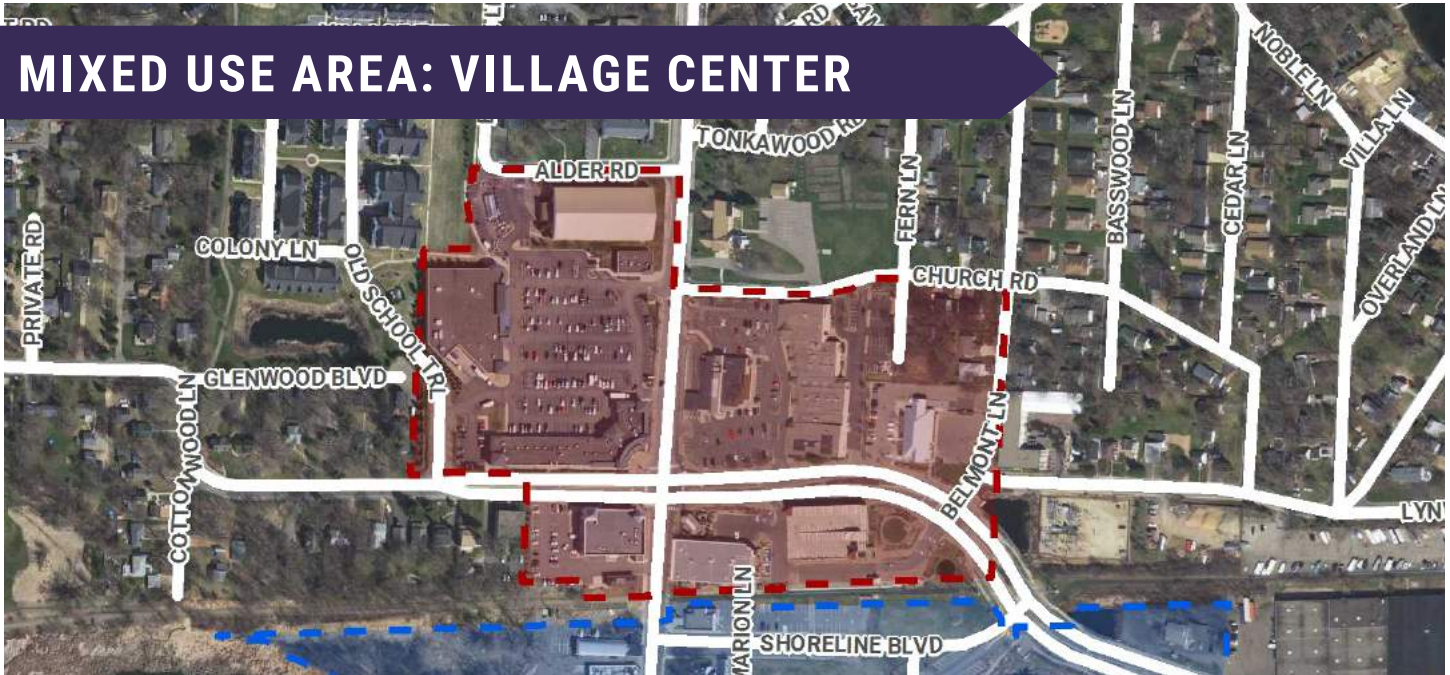 MIXED USE AREA: VILLAGE CENTER
NOBLE LN
TONKAWOOD RD
VILLA LN
ALDER RD
FERN LN
BASSWOOD LN
CEDAR LN
OVERLAND LN
PRIVATE RD
COLONY LN
OLD SCHOOL TRL
CHURCH RD
GLENWOOD BLVD
COTTONWOOD LN
BELMONT LN
LYN
MARION LN
SHORELINE BLVD